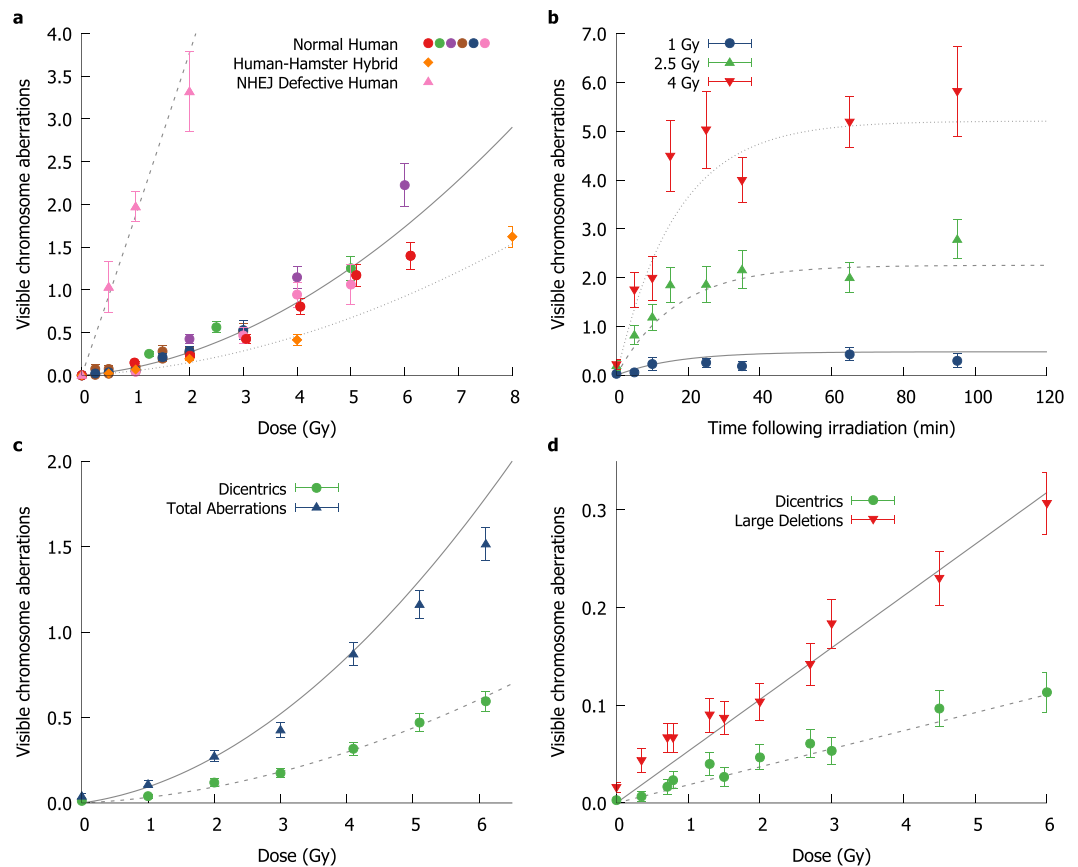 a
4.0
3.5
3.0
2.5
2.0
1.5
1.0
0.5
0.0
Visible chromosome aberrations
Normal Human
Human-Hamster Hybrid
NHEJ Defective Human
0 1 2 3 4 5 6 7 8
Dose (Gy)
b
7.0
6.0
5.0
4.0
3.0
2.0
1.0
0.0
Visible chromosome aberrations
1 Gy
2.5 Gy
4 Gy
0 20 40 60 80 100 120
Time following irradiation (min)
c
2.0
1.5
1.0
0.5
0.0
Visible chromosome aberrations
Dicentrics
Total Aberrations
0 1 2 3 4 5 6
Dose (Gy)
d
0.3
0.2
0.1
0.0
Visible chromosome aberrations
Dicentrics
Large Deletions
0 1 2 3 4 5 6
Dose (Gy)